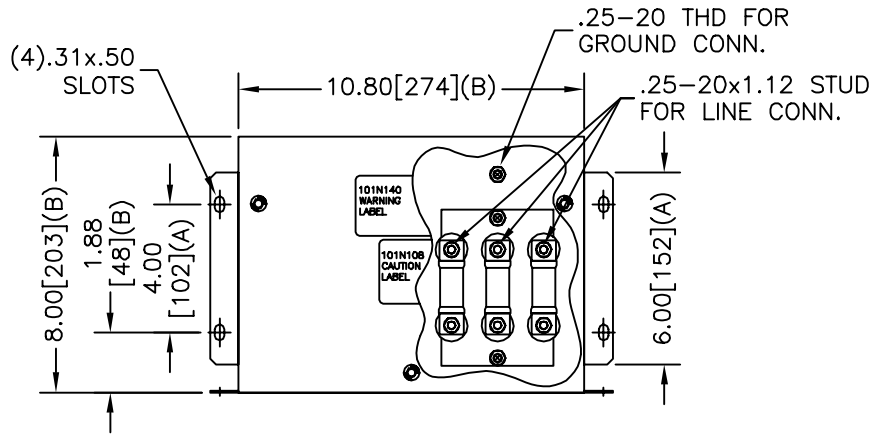 .25-20 THD FOR
GROUND CONN.
(4).31x.50
SLOTS
10.80[274](B)
.25-20x1.12 STUD
FOR LINE CONN.
8.00[203](B)
1.88
[48](B)
4.00
[102](A)
101N140
WARNING
LABEL
101N108
CAUTION
LABEL
6.00[152](A)